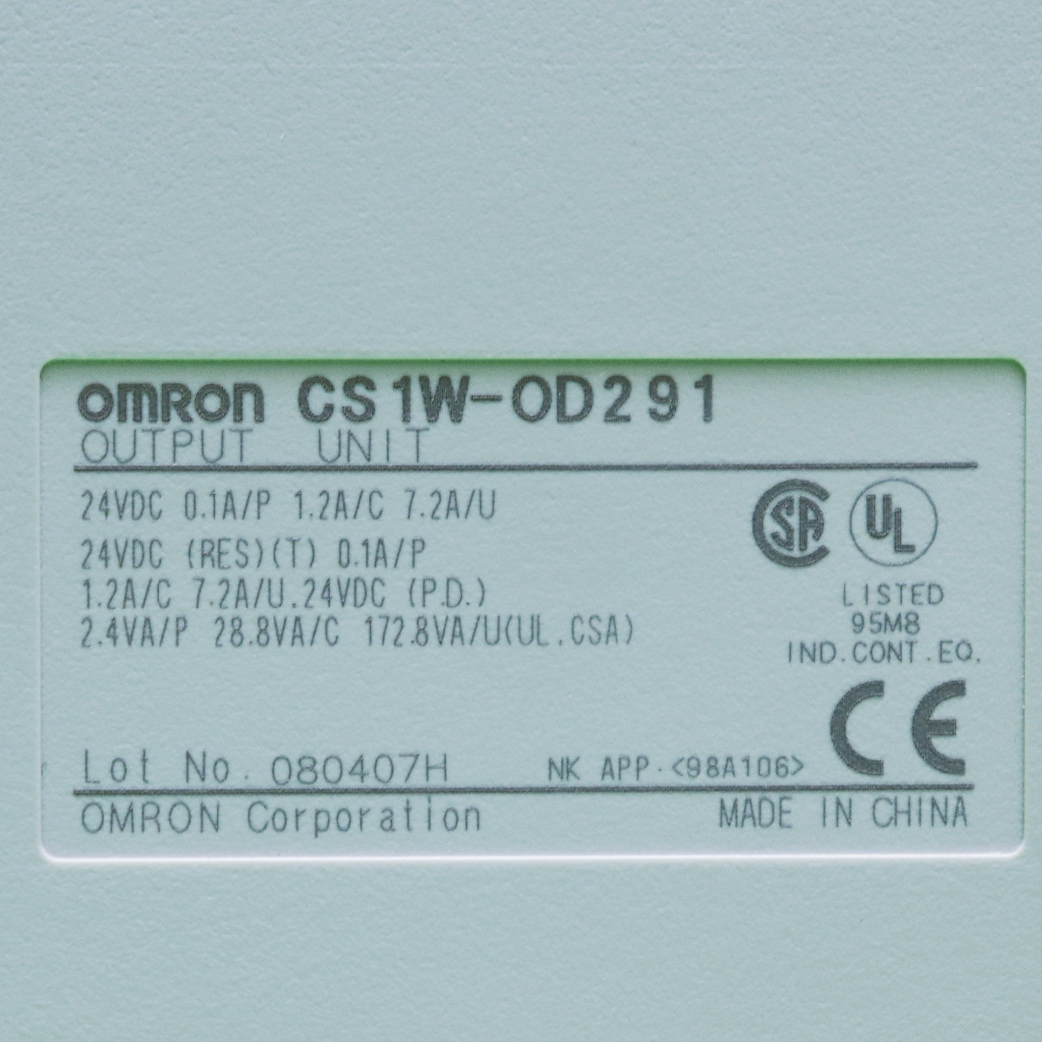 OMRON CS1W-OD291
OUTPUT UNIT
24VDC 0.1A/P 1.2A/C 7.2A/U
24VDC (RES)(T) 0.1A/P
1.2A/C 7.2A/U.24VDC (P.D.)
2.4VA/P 28.8VA/C 172.8VA/U(UL.CSA)
SA UL
LISTED
95M8
IND.CONT.EQ.
CE
Lot No. 080407H NK APP.<98A106>
OMRON Corporation MADE IN CHINA